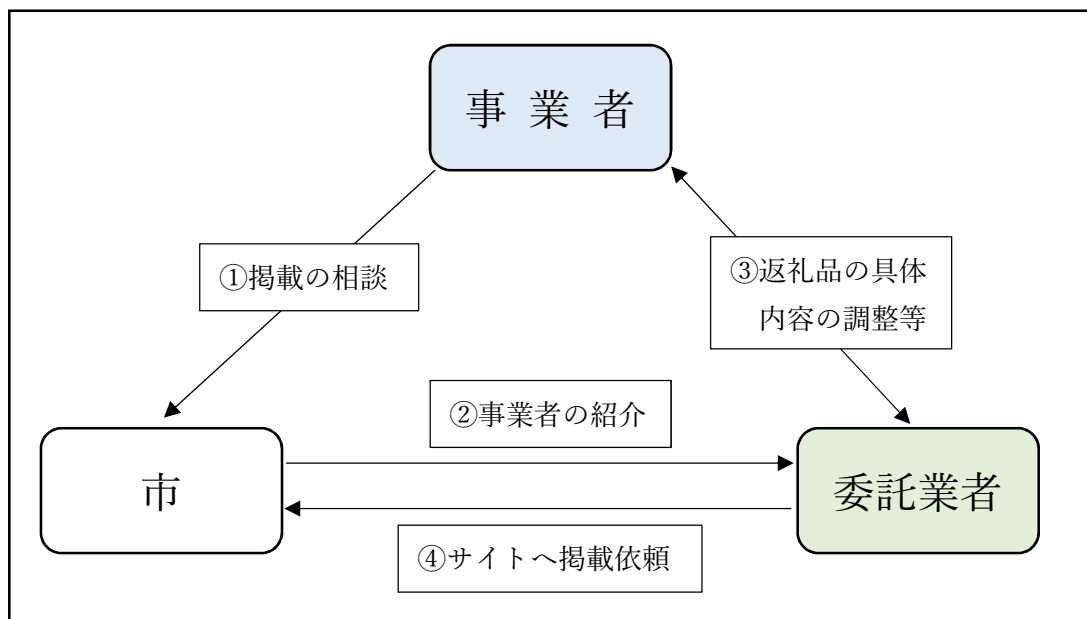 事業者
①掲載の相談
③返礼品の具体
内容の調整等
②事業者の紹介
市
委託業者
④サイトへ掲載依頼